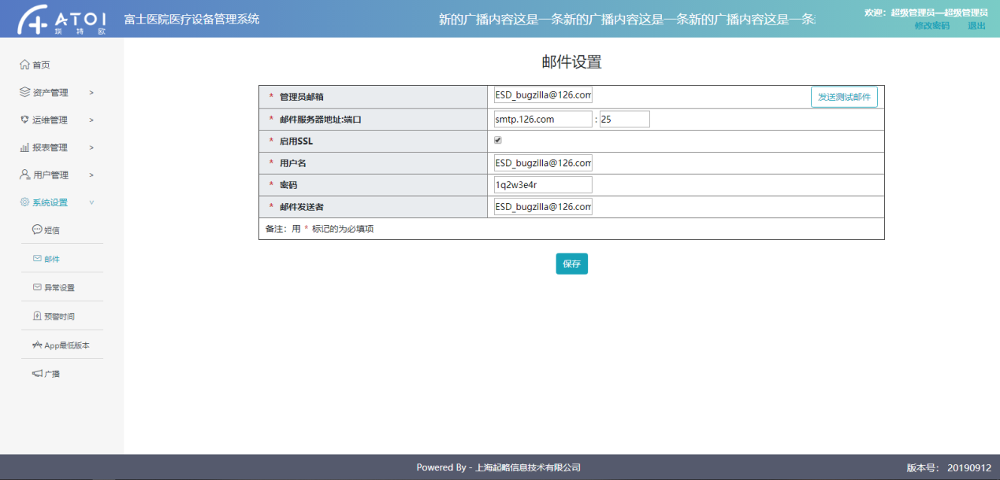 ATOI
埃特欧
富士医院医疗设备管理系统
新的广播内容这是一条新的广播内容这是一条新的广播内容这是一条
欢迎: 超级管理员—超级管理员
修改密码 退出
首页
资产管理 >
运维管理 >
报表管理 >
用户管理 >
系统设置 ∨
短信
邮件
异常设置
预警时间
App最低版本
广播
邮件设置
* 管理员邮箱 ESD_bugzilla@126.com 发送测试邮件
* 邮件服务器地址:端口 smtp.126.com : 25
* 启用SSL
* 用户名 ESD_bugzilla@126.com
* 密码 1q2w3e4r
* 邮件发送者 ESD_bugzilla@126.com
备注: 用 * 标记的为必填项
保存
Powered By - 上海起略信息技术有限公司
版本号: 20190912